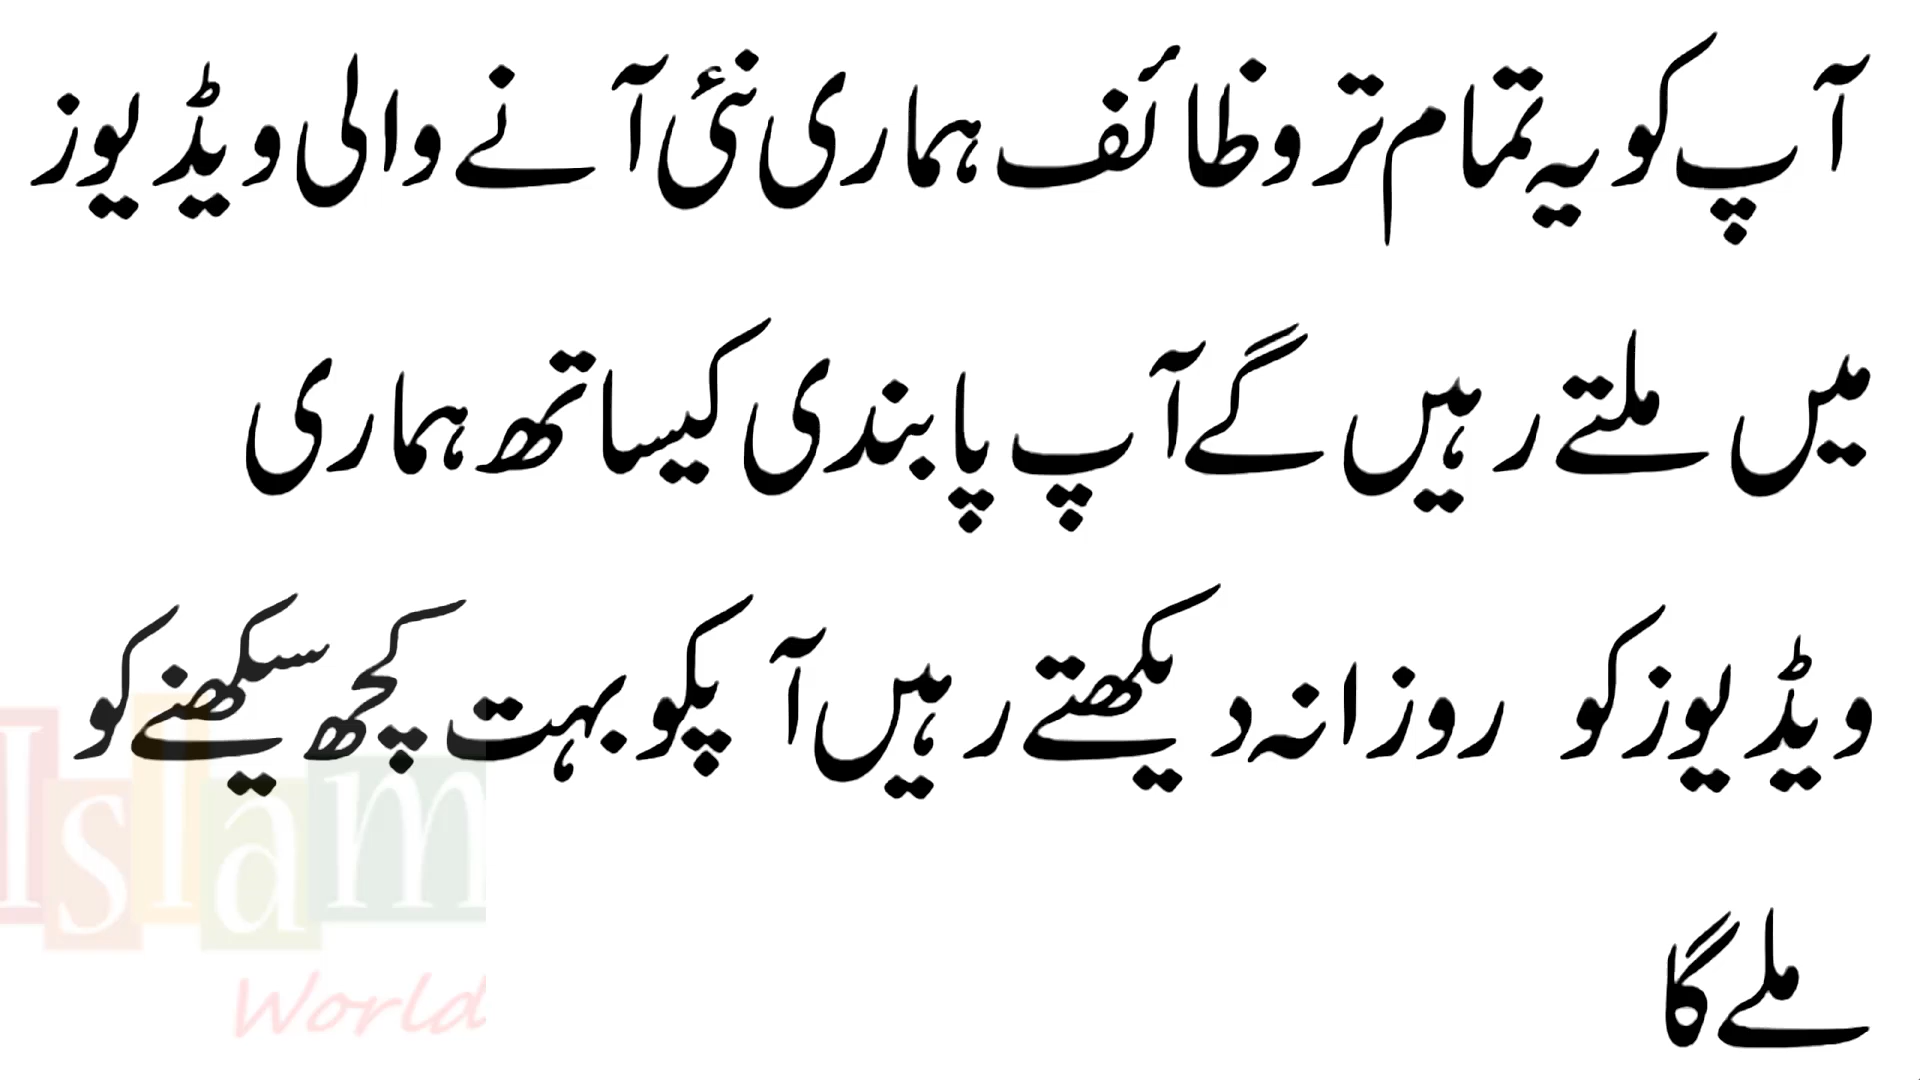 آپ کو یہ تمام تر وظائف ہماری نئی آنے والی ویڈیوز
میں ملتے رہیں گے آپ پابندی کیساتھ ہماری
ویڈیوز کو روزانہ دیکھتے رہیں آپکو بہت کچھ سیکھنے کو
ملے گا
Islam
World